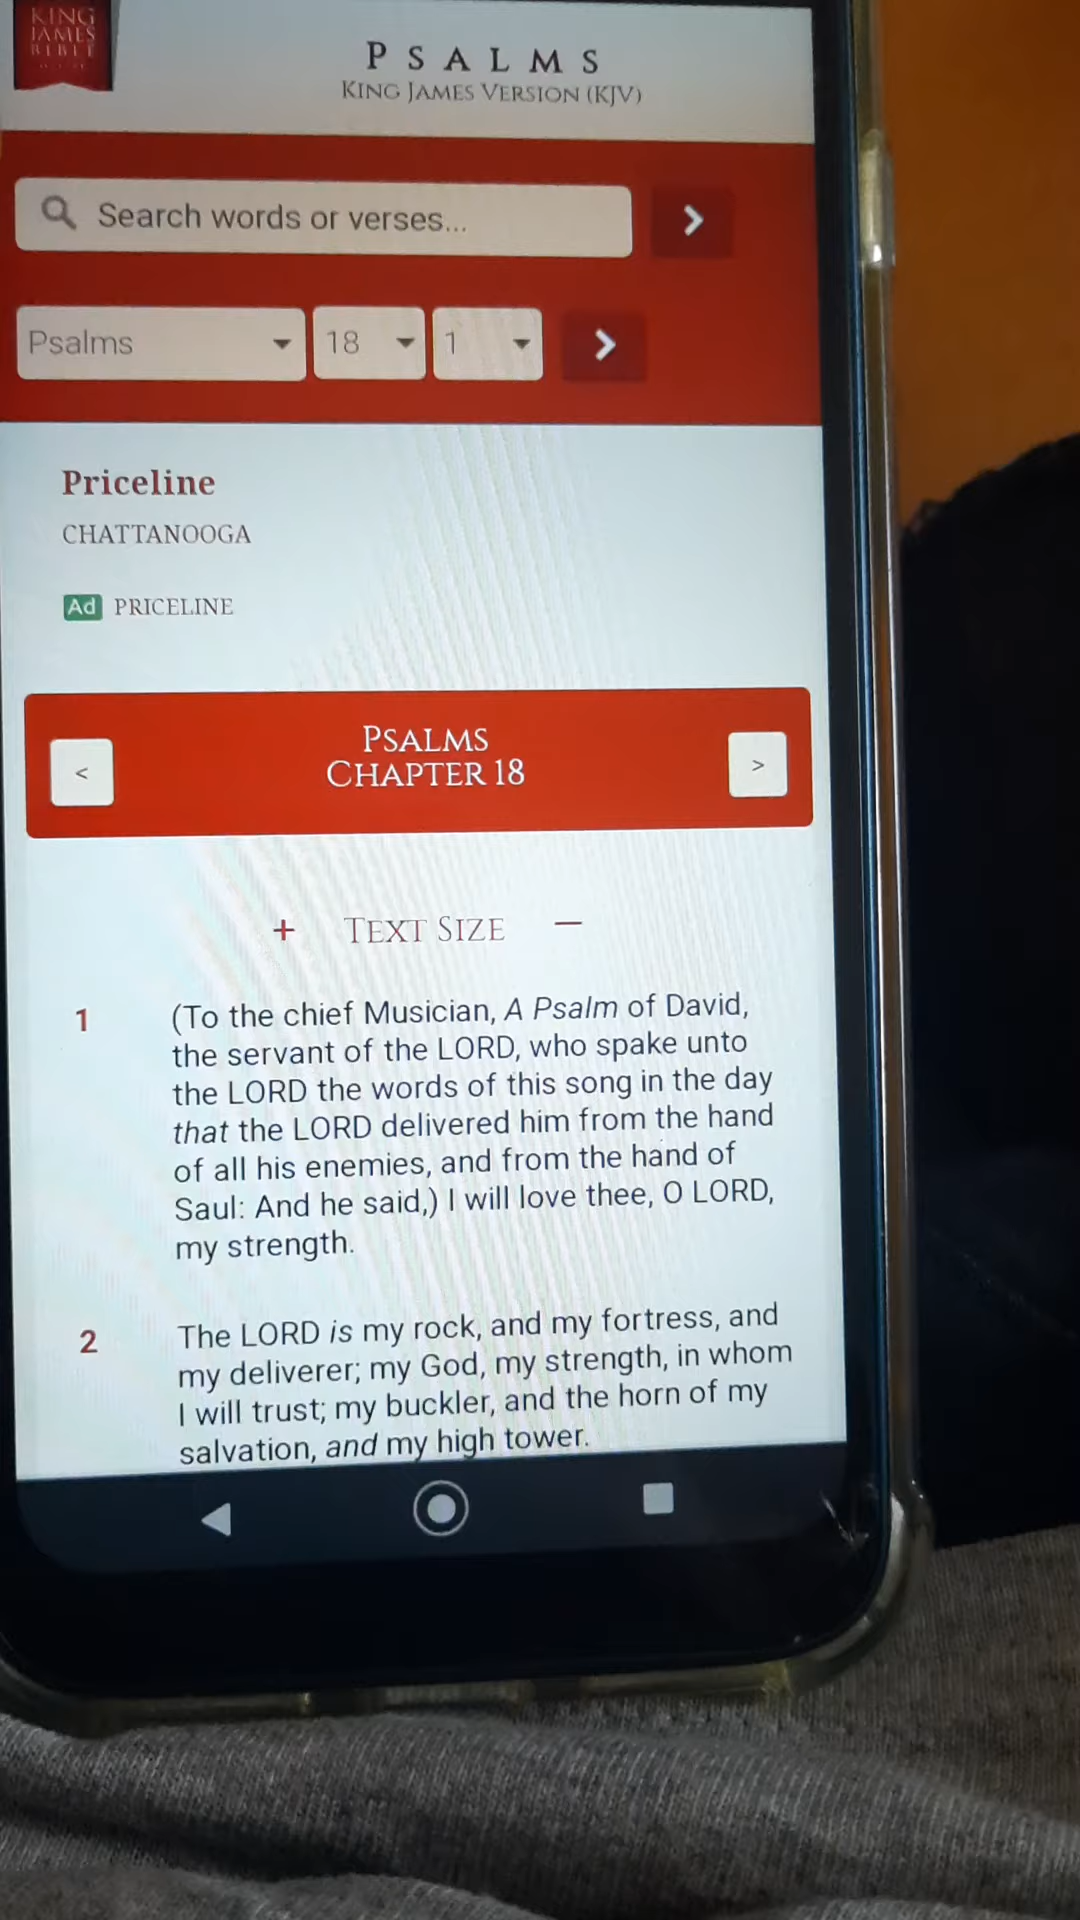 KING
JAMES
BIBLE
PSALMS
KING JAMES VERSION (KJV)
Search words or verses...
Psalms
18
1
Priceline
CHATTANOOGA
Ad PRICELINE
PSALMS
CHAPTER 18
<
>
+ TEXT SIZE −
1 (To the chief Musician, A Psalm of David,
the servant of the LORD, who spake unto
the LORD the words of this song in the day
that the LORD delivered him from the hand
of all his enemies, and from the hand of
Saul: And he said,) I will love thee, O LORD,
my strength.
2 The LORD is my rock, and my fortress, and
my deliverer; my God, my strength, in whom
I will trust; my buckler, and the horn of my
salvation, and my high tower.